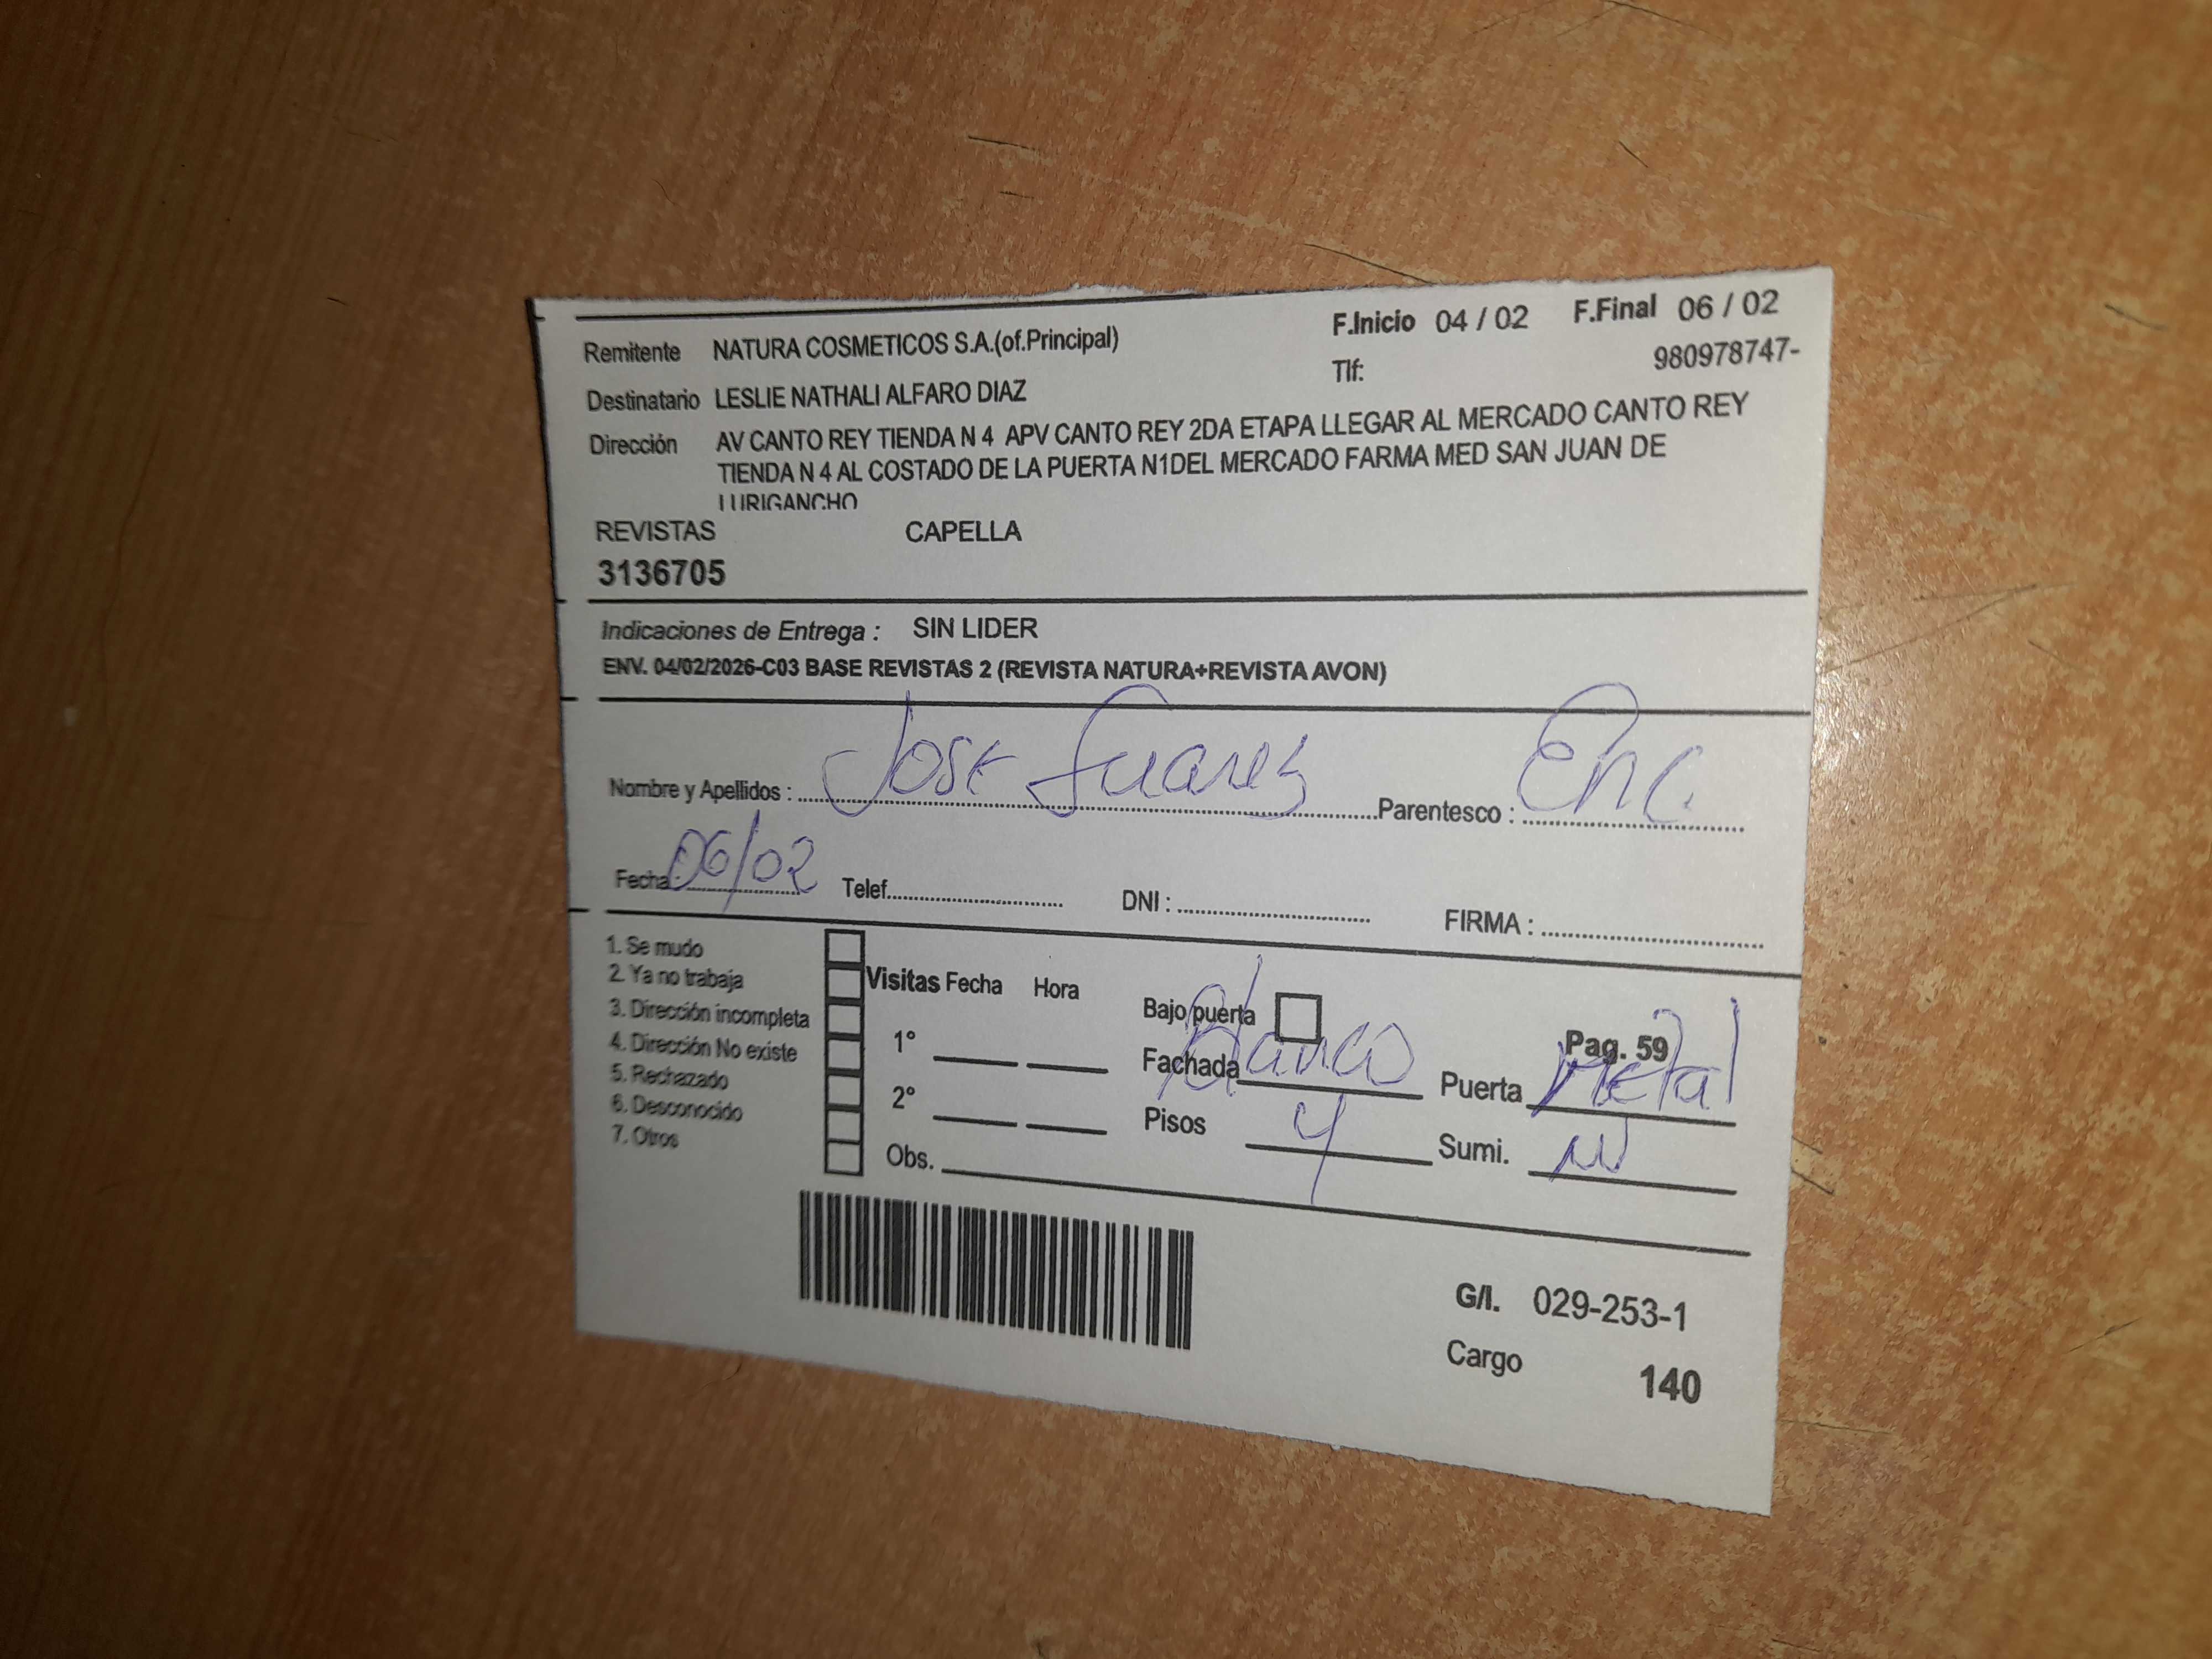 F.Inicio 04 / 02 F.Final 06 / 02
Remitente NATURA COSMETICOS S.A.(of.Principal)
Tlf: 980978747-
Destinatario LESLIE NATHALI ALFARO DIAZ
Dirección AV CANTO REY TIENDA N 4 APV CANTO REY 2DA ETAPA LLEGAR AL MERCADO CANTO REY
TIENDA N 4 AL COSTADO DE LA PUERTA N1DEL MERCADO FARMA MED SAN JUAN DE
LURIGANCHO
REVISTAS CAPELLA
3136705
Indicaciones de Entrega : SIN LIDER
ENV. 04/02/2026-C03 BASE REVISTAS 2 (REVISTA NATURA+REVISTA AVON)
Nombre y Apellidos : Jose Suarez Parentesco : Enc.
Fecha : 06/02 Telef. DNI : FIRMA :
1. Se mudo
2. Ya no trabaja
3. Dirección incompleta
4. Dirección No existe
5. Rechazado
6. Desconocido
7. Otros
Visitas Fecha Hora
1°
2°
Obs.
Bajo puerta
Pag. 59
Fachada blanco Puerta Metal
Pisos 4 Sumi.
G/I. 029-253-1
Cargo 140